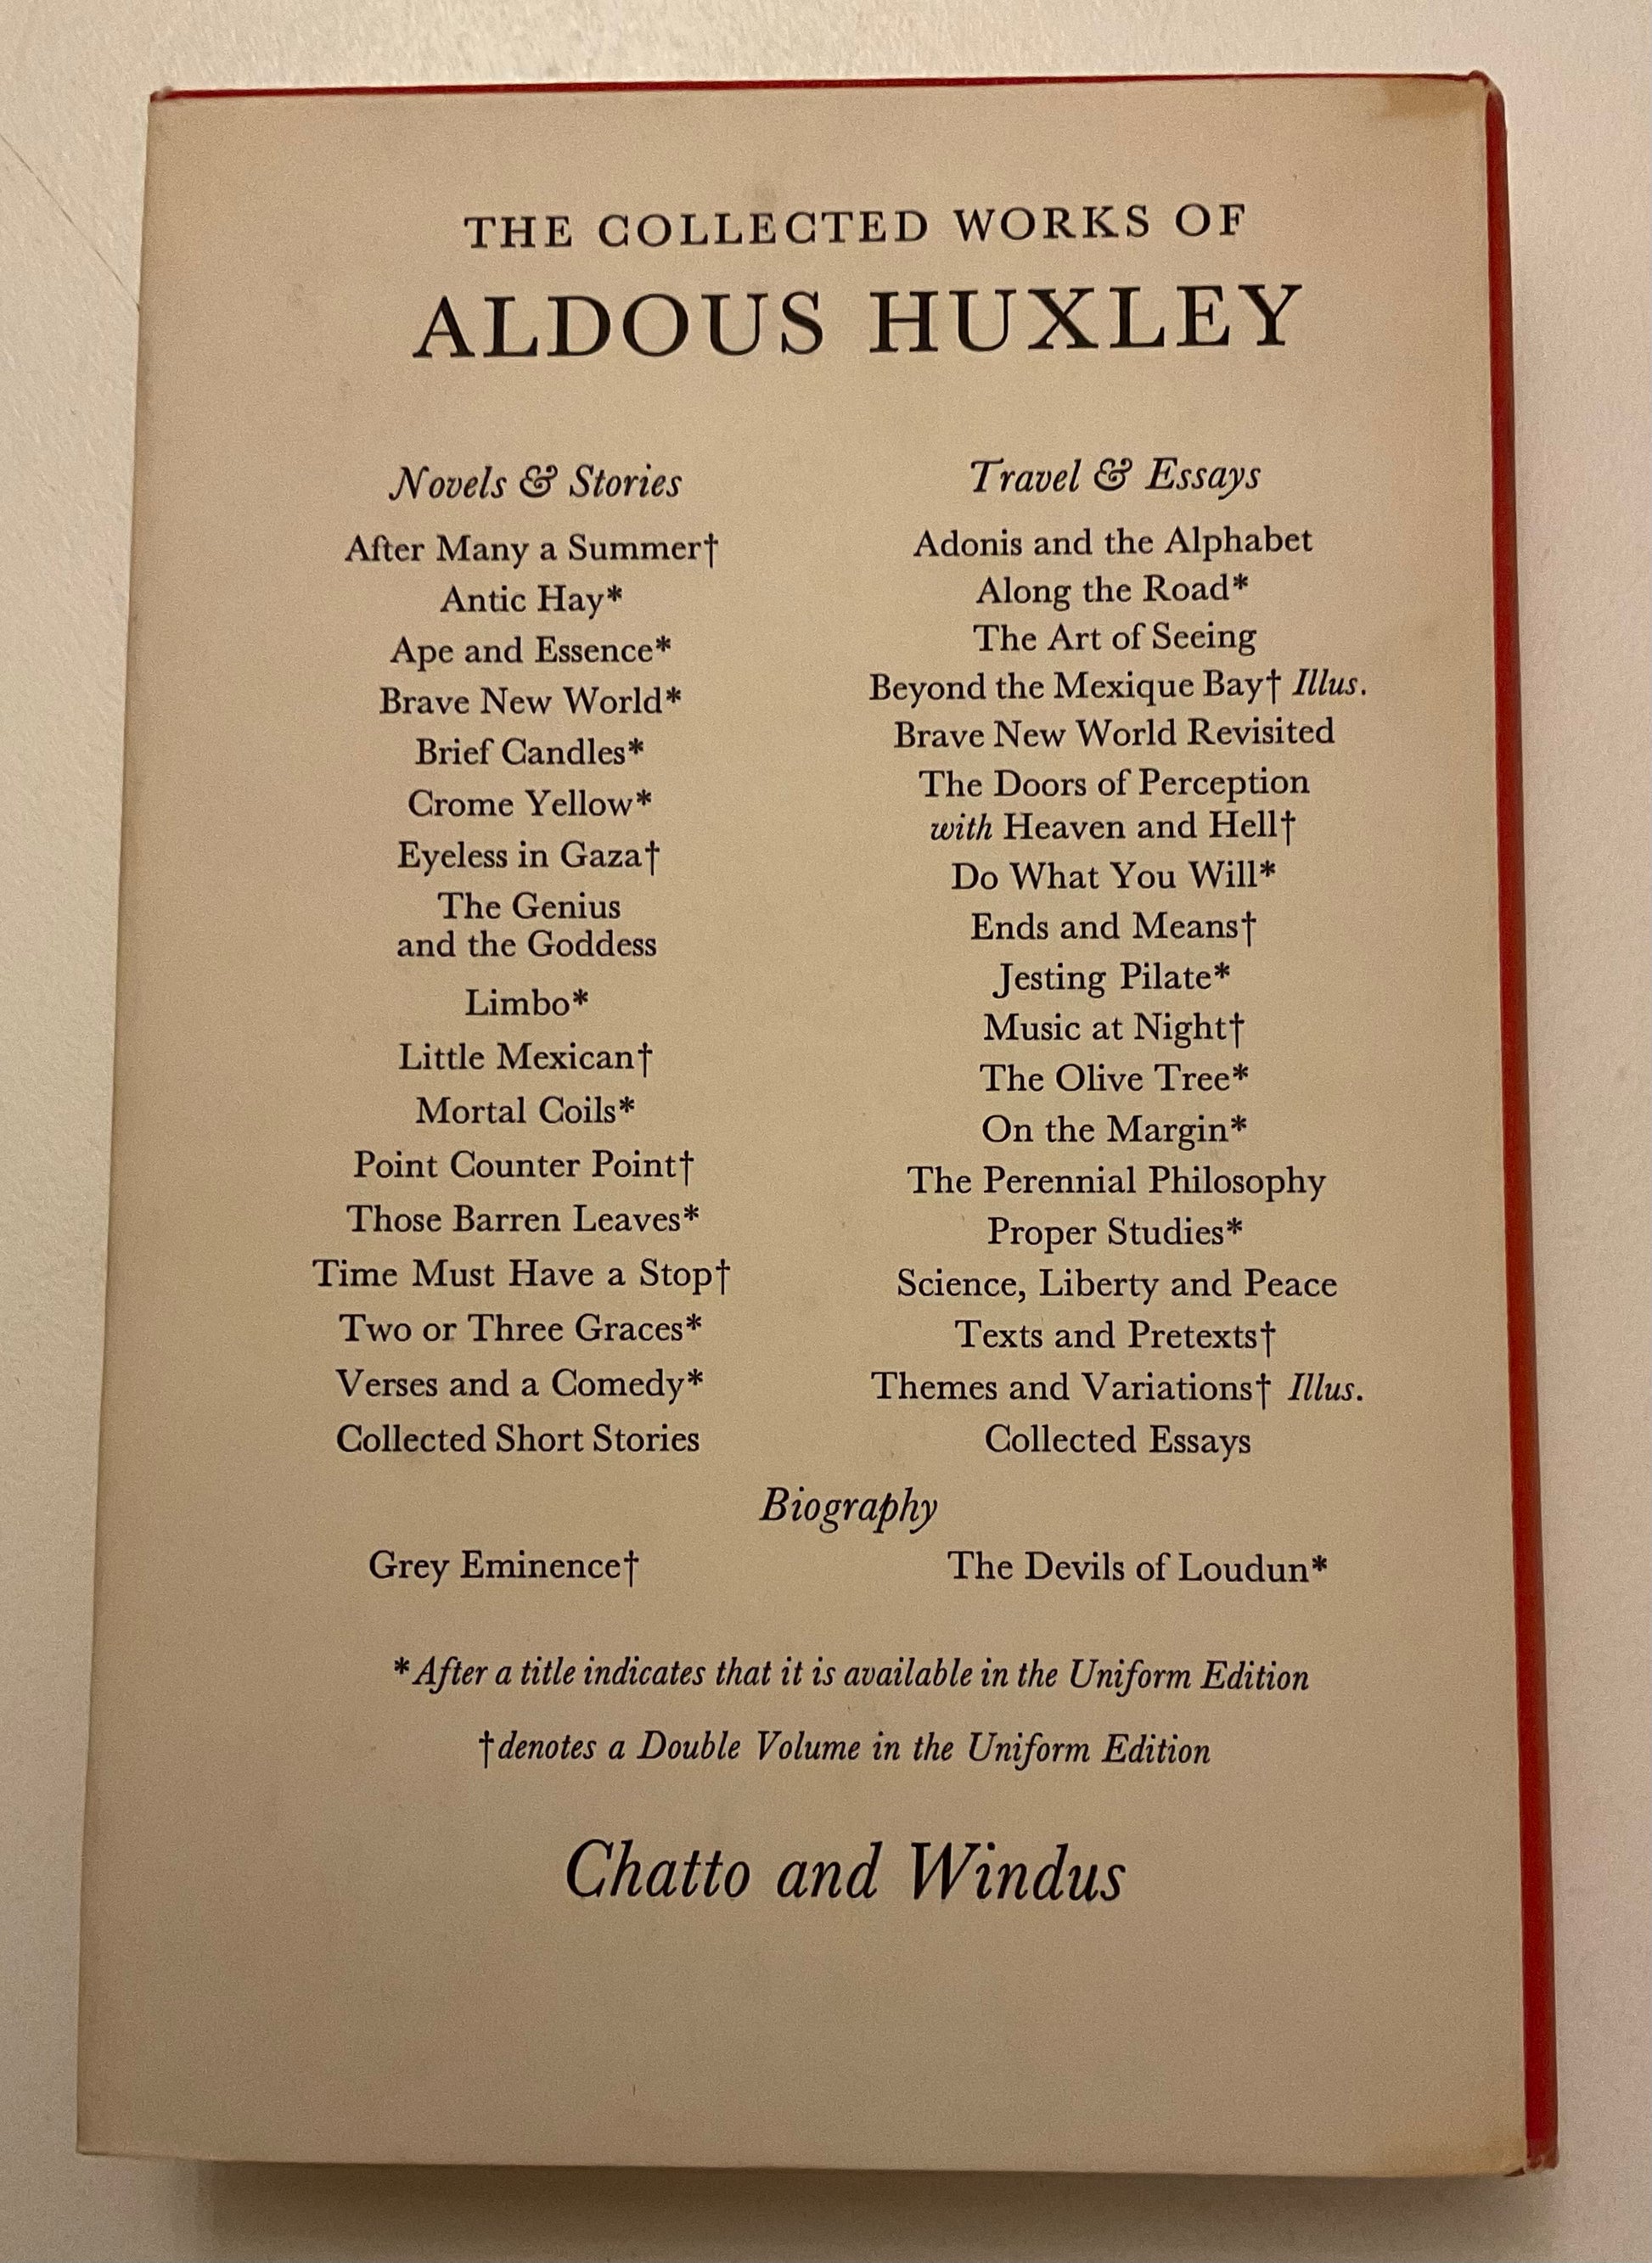 THE COLLECTED WORKS OF
ALDOUS HUXLEY
Novels & Stories
After Many a Summer†
Antic Hay*
Ape and Essence*
Brave New World*
Brief Candles*
Crome Yellow*
Eyeless in Gaza†
The Genius
and the Goddess
Limbo*
Little Mexican†
Mortal Coils*
Point Counter Point†
Those Barren Leaves*
Time Must Have a Stop†
Two or Three Graces*
Verses and a Comedy*
Collected Short Stories
Travel & Essays
Adonis and the Alphabet
Along the Road*
The Art of Seeing
Beyond the Mexique Bay† Illus.
Brave New World Revisited
The Doors of Perception
with Heaven and Hell†
Do What You Will*
Ends and Means†
Jesting Pilate*
Music at Night†
The Olive Tree*
On the Margin*
The Perennial Philosophy
Proper Studies*
Science, Liberty and Peace
Texts and Pretexts†
Themes and Variations† Illus.
Collected Essays
Biography
Grey Eminence†
The Devils of Loudun*
*After a title indicates that it is available in the Uniform Edition
†denotes a Double Volume in the Uniform Edition
Chatto and Windus